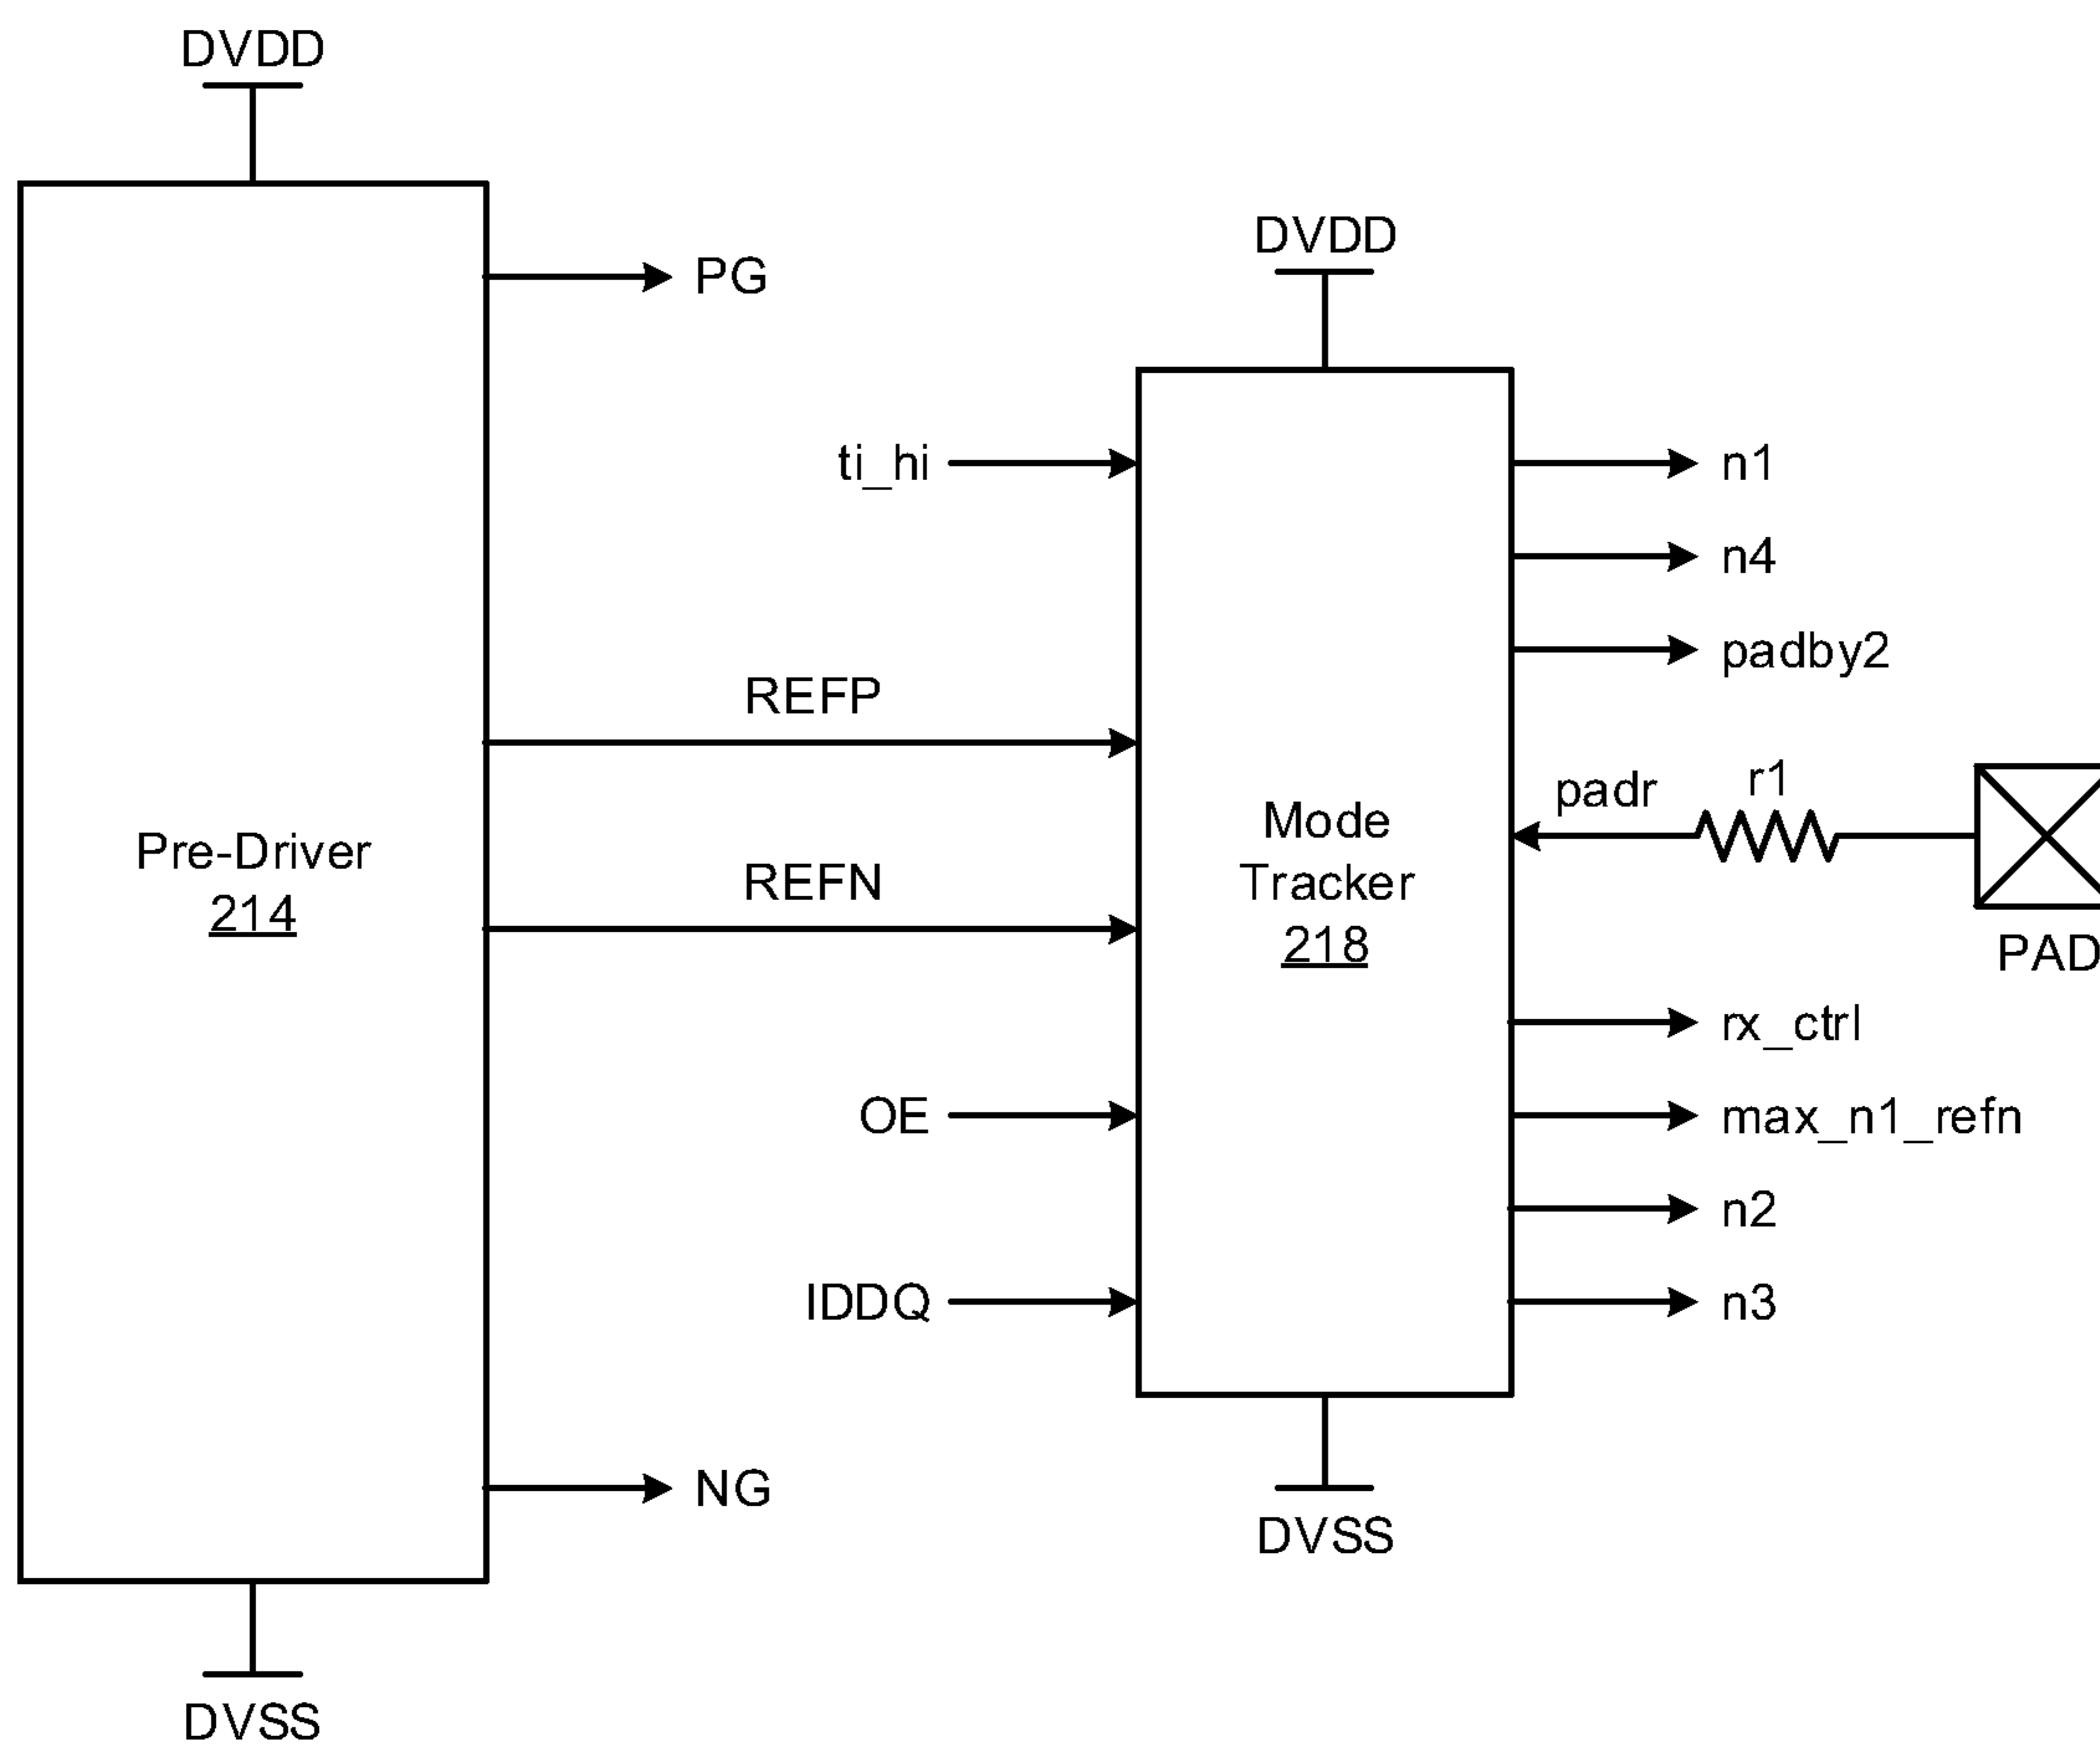 DVDD
PG
DVDD
ti_hi
n1
n4
padby2
REFP
padr
r1
Pre-Driver
214
REFN
Mode
Tracker
218
PAD
rx_ctrl
OE
max_n1_refn
n2
IDDQ
n3
NG
DVSS
DVSS